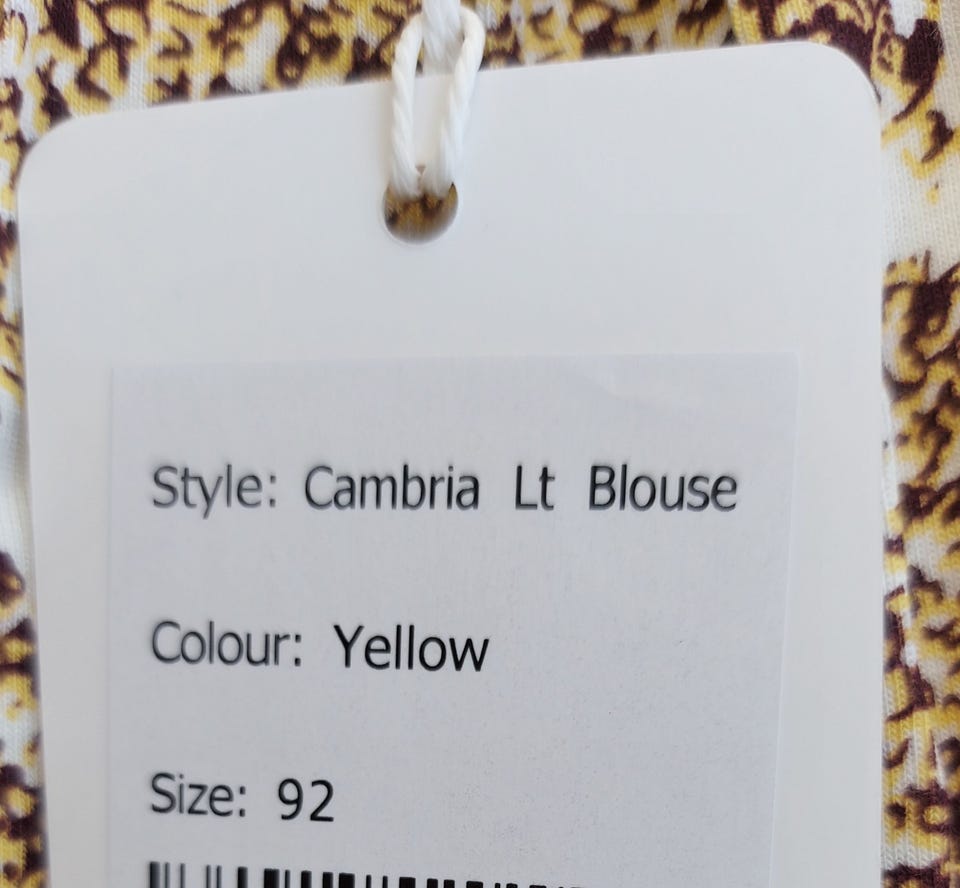 Style: Cambria Lt Blouse
Colour: Yellow
Size: 92